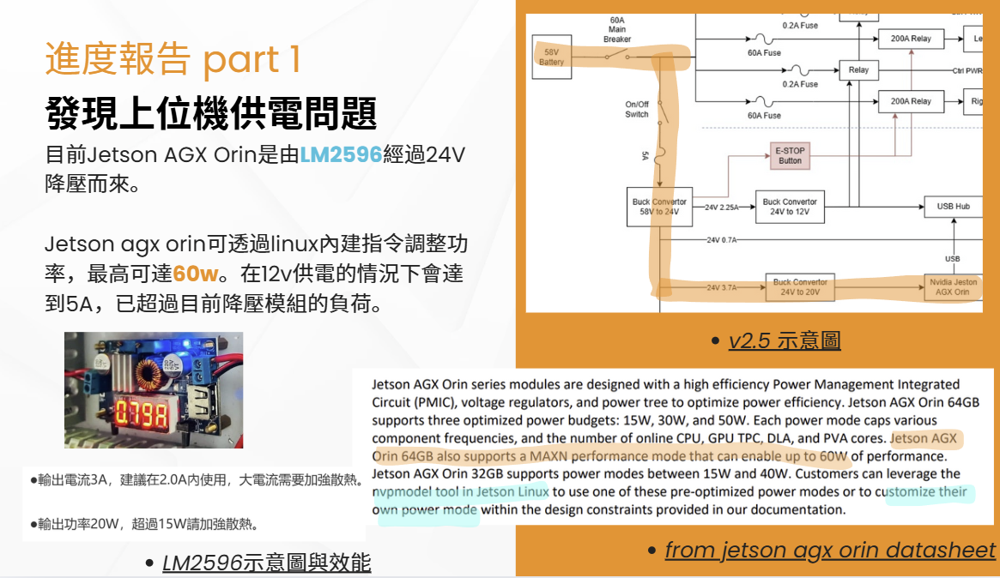 進度報告 part 1
發現上位機供電問題
目前Jetson AGX Orin是由LM2596經過24V
降壓而來。
Jetson agx orin可透過linux內建指令調整功
率，最高可達60w。在12v供電的情況下會達
到5A，已超過目前降壓模組的負荷。
0.79A
●輸出電流3A，建議在2.0A內使用，大電流需要加強散熱。
●輸出功率20W，超過15W請加強散熱。
• LM2596示意圖與效能
60A
Main
Breaker
58V
Battery
0.2A Fuse
60A Fuse
200A Relay
Le
Relay
Ctrl PWR
0.2A Fuse
60A Fuse
200A Relay
Rig
On/Off
Switch
5A
E-STOP
Button
Buck Convertor
58V to 24V
24V 2.25A
Buck Convertor
24V to 12V
USB Hub
24V 0.7A
USB
24V 3.7A
Buck Convertor
24V to 20V
Nvidia Jeston
AGX Orin
• v2.5 示意圖
Jetson AGX Orin series modules are designed with a high efficiency Power Management Integrated
Circuit (PMIC), voltage regulators, and power tree to optimize power efficiency. Jetson AGX Orin 64GB
supports three optimized power budgets: 15W, 30W, and 50W. Each power mode caps various
component frequencies, and the number of online CPU, GPU TPC, DLA, and PVA cores. Jetson AGX
Orin 64GB also supports a MAXN performance mode that can enable up to 60W of performance.
Jetson AGX Orin 32GB supports power modes between 15W and 40W. Customers can leverage the
nvpmodel tool in Jetson Linux to use one of these pre-optimized power modes or to customize their
own power mode within the design constraints provided in our documentation.
• from jetson agx orin datasheet